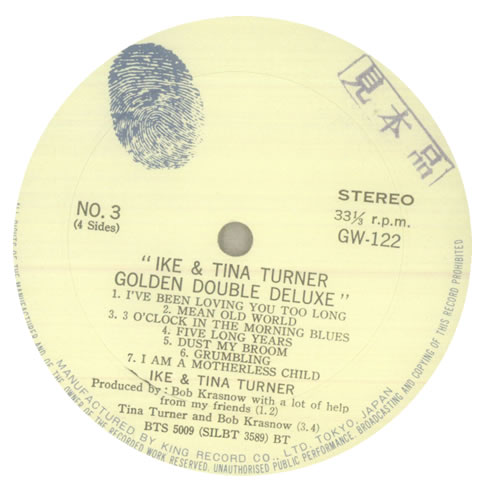 見本品
NO. 3
(4 Sides)
STEREO
33⅓ r.p.m.
GW-122
"IKE & TINA TURNER
GOLDEN DOUBLE DELUXE"
1. I'VE BEEN LOVING YOU TOO LONG
2. MEAN OLD WORLD
3. 3 O'CLOCK IN THE MORNING BLUES
4. FIVE LONG YEARS
5. DUST MY BROOM
6. GRUMBLING
7. I AM A MOTHERLESS CHILD
IKE & TINA TURNER
Produced by: Bob Krasnow with a lot of help
from my friends (1. 2)
Tina Turner and Bob Krasnow (3. 4)
BTS 5009 (SILBT 3589) BT
MANUFACTURED BY KING RECORD CO., LTD. TOKYO, JAPAN
ALL RIGHTS OF THE MANUFACTURER AND OF THE OWNER OF THE RECORDED WORK RESERVED. UNAUTHORISED PUBLIC PERFORMANCE, BROADCASTING AND COPYING OF THIS RECORD PROHIBITED